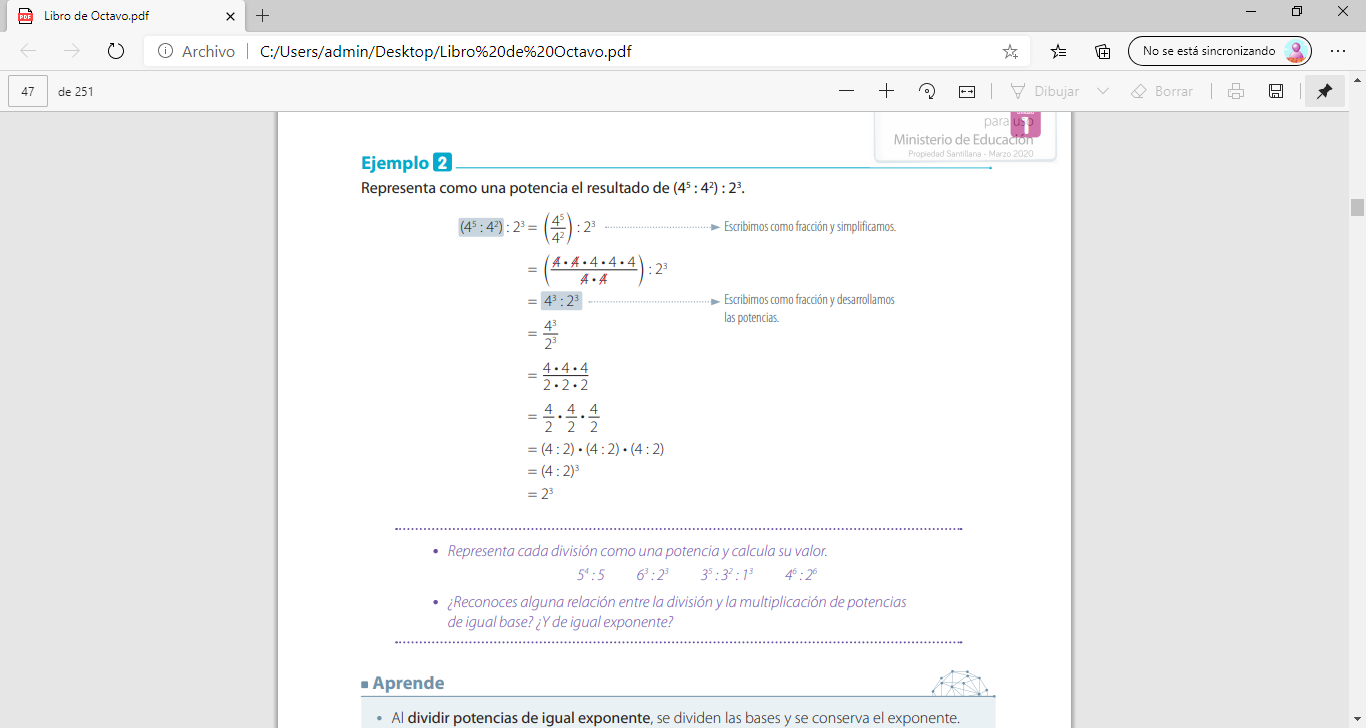 Libro de Octavo.pdf
Archivo
C:/Users/admin/Desktop/Libro%20de%20Octavo.pdf
No se está sincronizando
47 de 251
Dibujar
Borrar
para uso
1
Ministerio de Educación
Propiedad Santillana - Marzo 2020
Ejemplo 2
Representa como una potencia el resultado de (4⁵ : 4²) : 2³.
(4⁵ : 4²) : 2³ = (4⁵/4²) : 2³ Escribimos como fracción y simplificamos.
= (4 • 4 • 4 • 4 • 4 / 4 • 4) : 2³
= 4³ : 2³ Escribimos como fracción y desarrollamos
las potencias.
= 4³/2³
= 4 • 4 • 4 / 2 • 2 • 2
= 4/2 • 4/2 • 4/2
= (4 : 2) • (4 : 2) • (4 : 2)
= (4 : 2)³
= 2³
• Representa cada división como una potencia y calcula su valor.
5⁴ : 5 6³ : 2³ 3⁵ : 3² : 1³ 4⁶ : 2⁶
• ¿Reconoces alguna relación entre la división y la multiplicación de potencias
de igual base? ¿Y de igual exponente?
Aprende
• Al dividir potencias de igual exponente, se dividen las bases y se conserva el exponente.